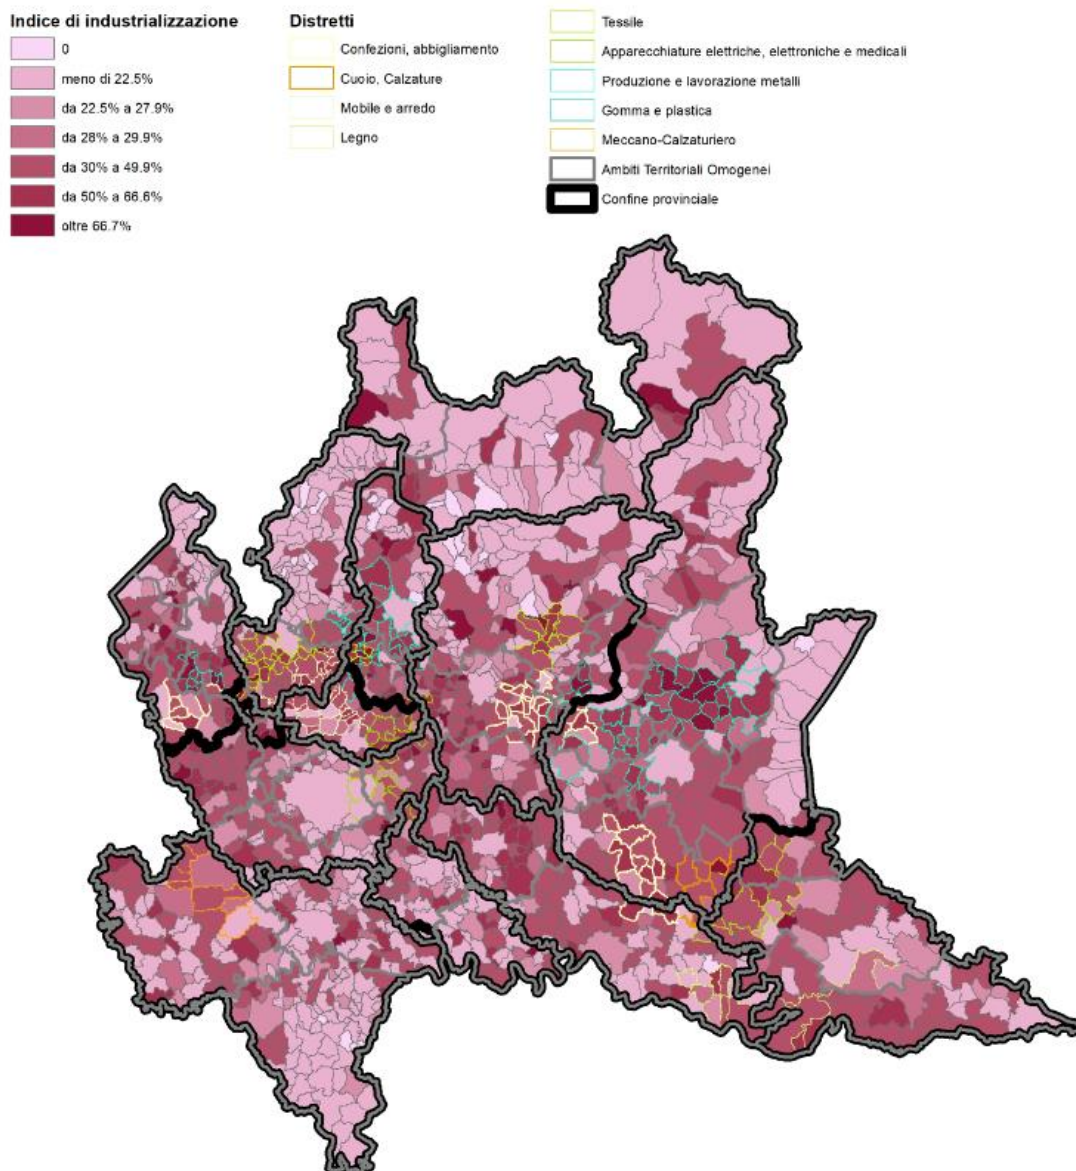 Indice di industrializzazione
0
meno di 22.5%
da 22.5% a 27.9%
da 28% a 29.9%
da 30% a 49.9%
da 50% a 66.6%
oltre 66.7%
Distretti
Confezioni, abbigliamento
Cuoio, Calzature
Mobile e arredo
Legno
Tessile
Apparecchiature elettriche, elettroniche e medicali
Produzione e lavorazione metalli
Gomma e plastica
Meccano-Calzaturiero
Ambiti Territoriali Omogenei
Confine provinciale